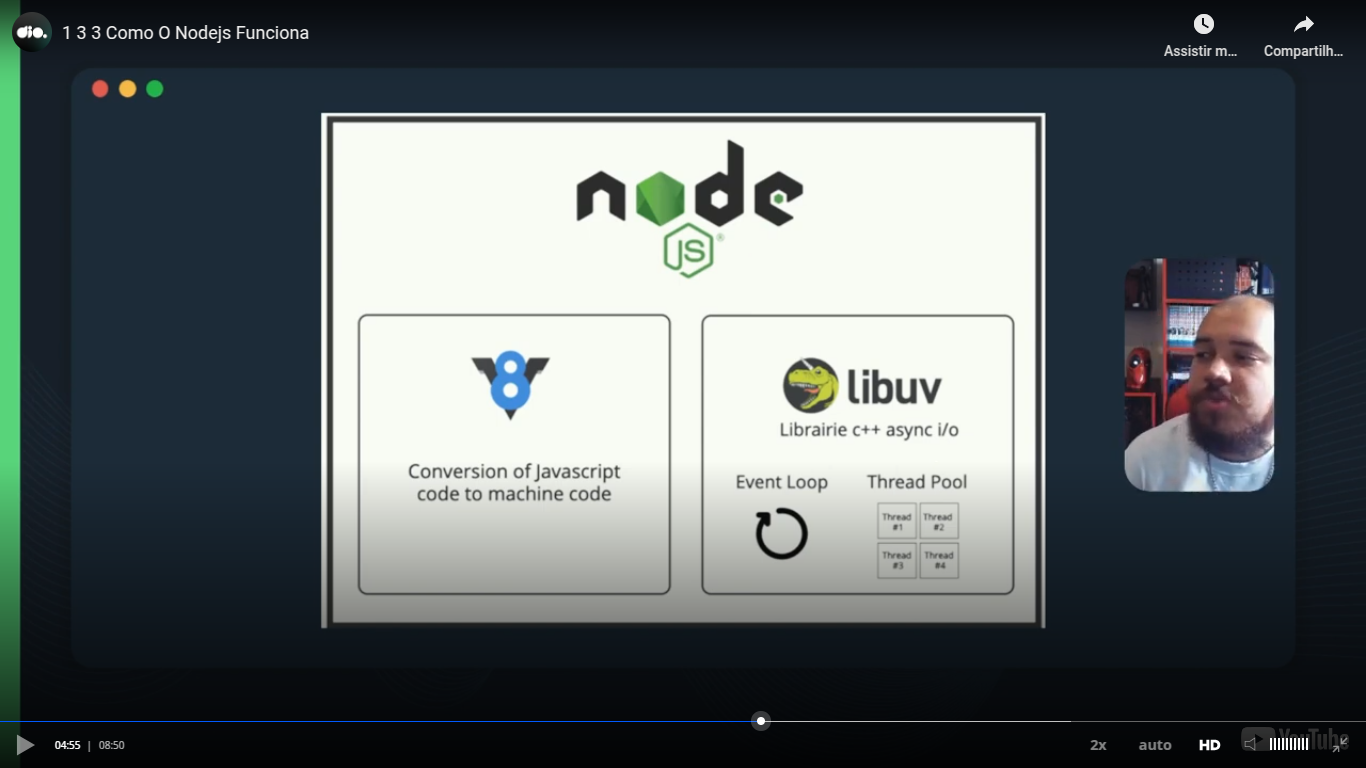 dio.
1 3 3 Como O Nodejs Funciona
Assistir m...
Compartilh...
node
JS
®
V8
libuv
Librairie c++ async i/o
Conversion of Javascript
code to machine code
Event Loop
Thread Pool
Thread
#1
Thread
#2
Thread
#3
Thread
#4
04:55 | 08:50
2x
auto
HD
YouTube